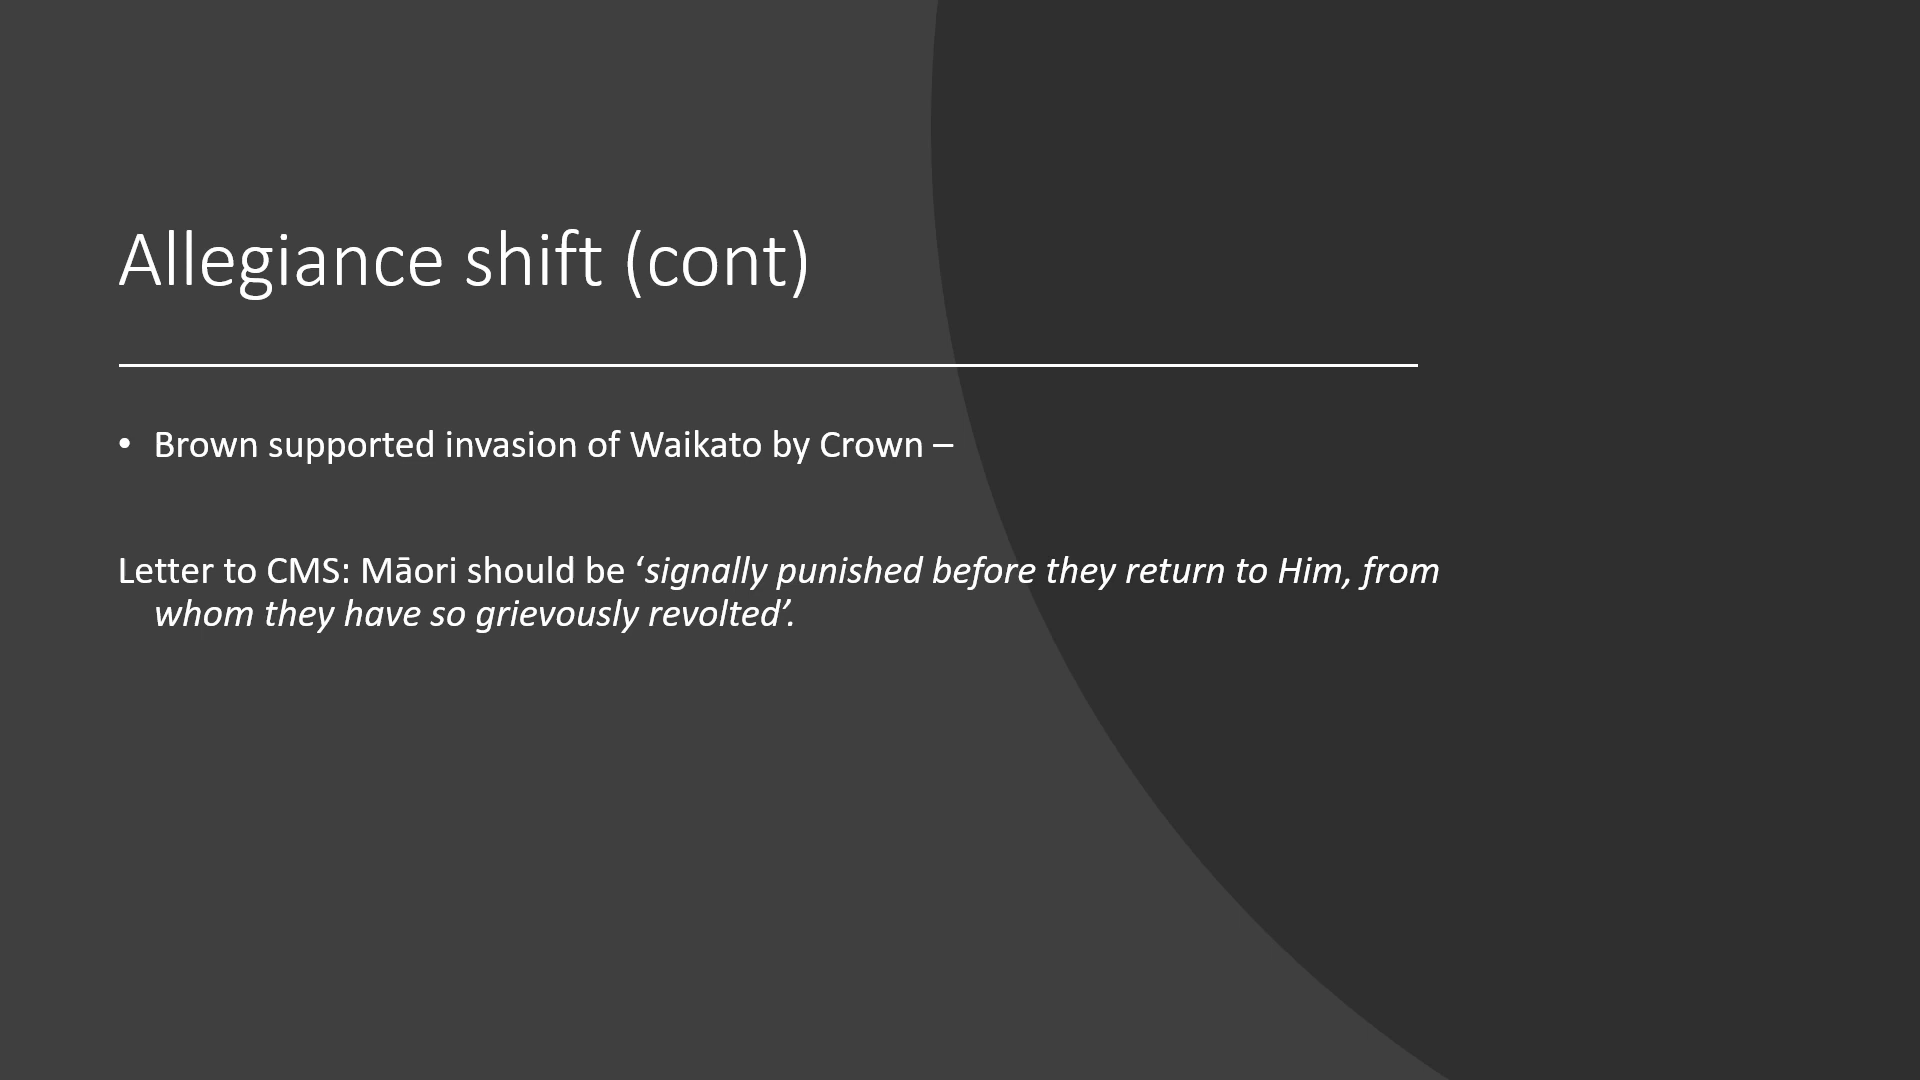 Allegiance shift (cont)
• Brown supported invasion of Waikato by Crown –
Letter to CMS: Māori should be ‘signally punished before they return to Him, from
whom they have so grievously revolted’.